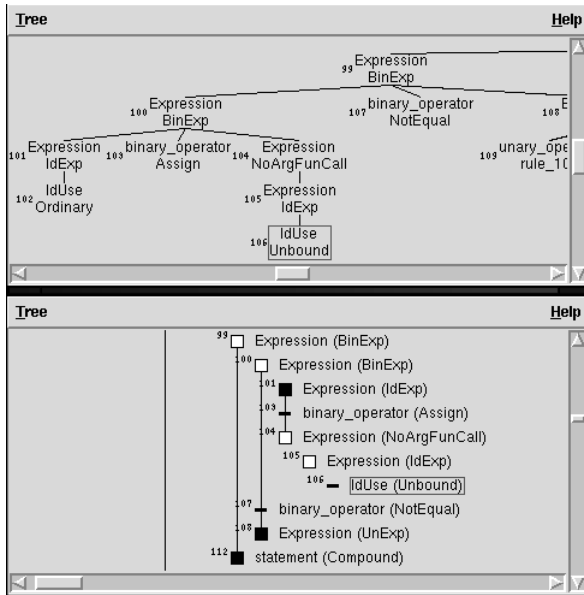 Tree Help
99 Expression
BinExp
100 Expression
BinExp
107 binary_operator
NotEqual
108 E
101 Expression
IdExp
103 binary_operator
Assign
104 Expression
NoArgFunCall
109 unary_ope
rule_10
102 IdUse
Ordinary
105 Expression
IdExp
106 IdUse
Unbound
Tree Help
99 Expression (BinExp)
100 Expression (BinExp)
101 Expression (IdExp)
103 binary_operator (Assign)
104 Expression (NoArgFunCall)
105 Expression (IdExp)
106 IdUse (Unbound)
107 binary_operator (NotEqual)
108 Expression (UnExp)
112 statement (Compound)